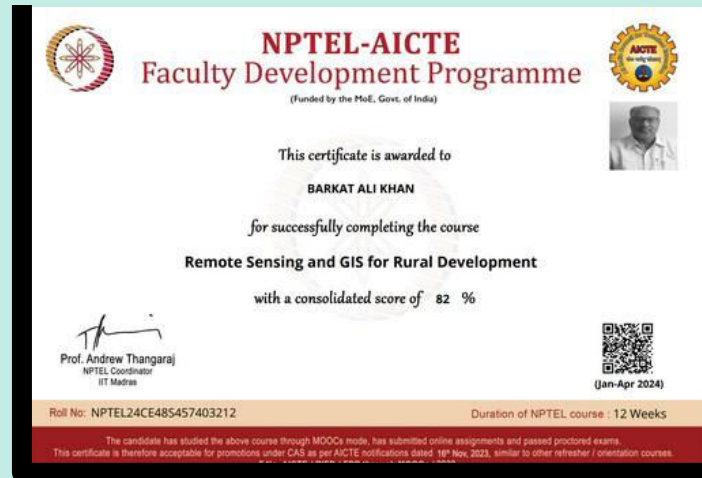 NPTEL-AICTE
Faculty Development Programme
(Funded by the MoE, Govt. of India)
AICTE
This certificate is awarded to
BARKAT ALI KHAN
for successfully completing the course
Remote Sensing and GIS for Rural Development
with a consolidated score of 82 %
Prof. Andrew Thangaraj
NPTEL Coordinator
IIT Madras
(Jan-Apr 2024)
Roll No: NPTEL24CE48S457403212
Duration of NPTEL course : 12 Weeks
The candidate has studied the above course through MOOCs mode, has submitted online assignments and passed proctored exams.
This certificate is therefore acceptable for promotions under CAS as per AICTE notifications dated 16th Nov, 2023, similar to other refresher / orientation courses.